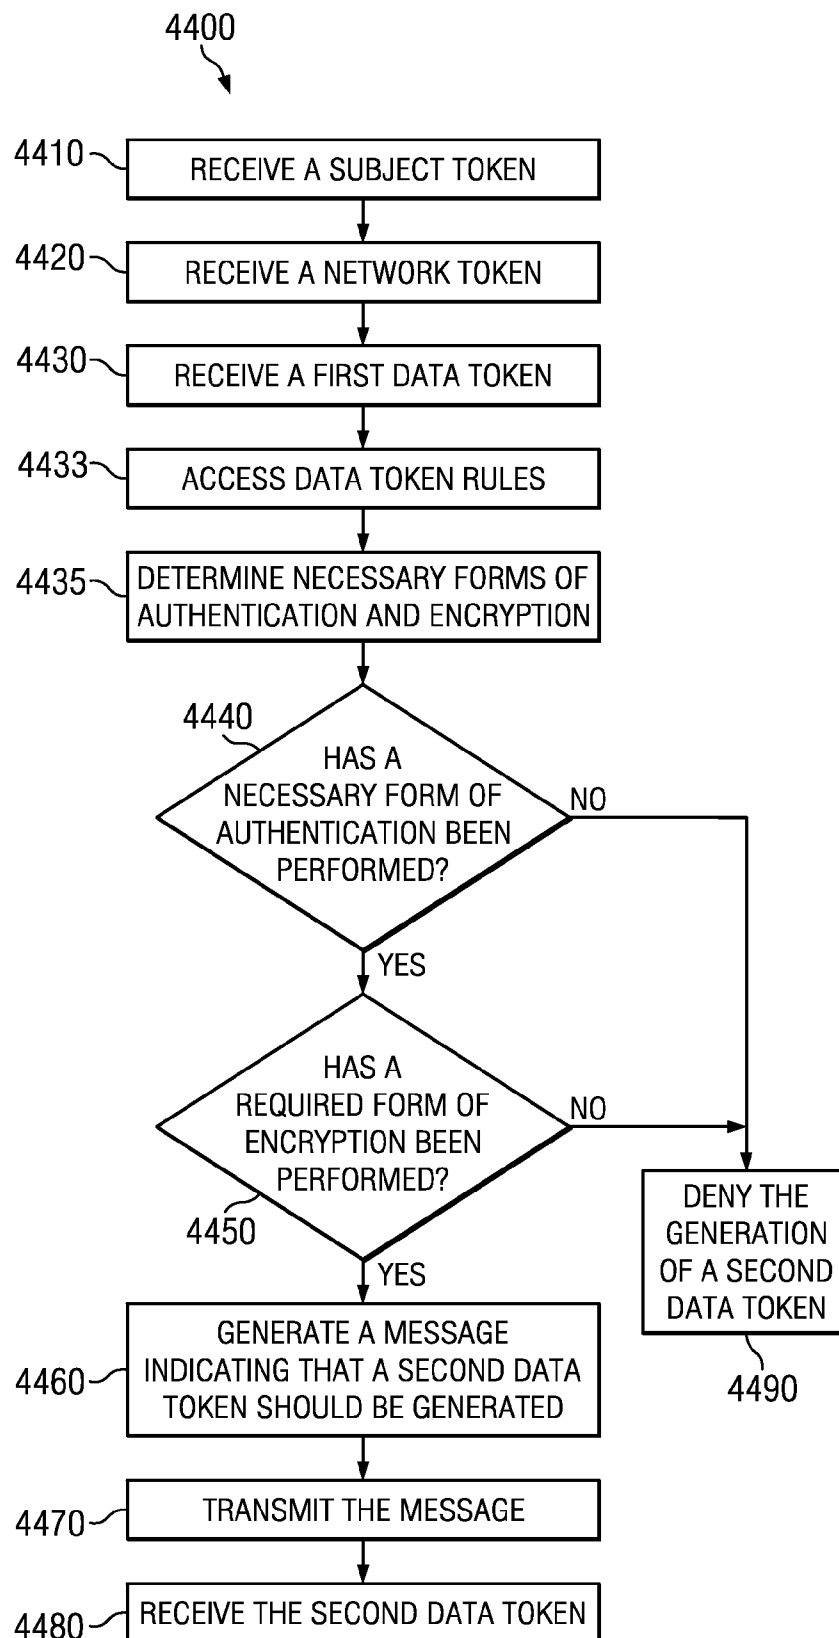 4400
4410
RECEIVE A SUBJECT TOKEN
4420
RECEIVE A NETWORK TOKEN
4430
RECEIVE A FIRST DATA TOKEN
4433
ACCESS DATA TOKEN RULES
4435
DETERMINE NECESSARY FORMS OF
AUTHENTICATION AND ENCRYPTION
4440
HAS A
NECESSARY FORM OF
AUTHENTICATION BEEN
PERFORMED?
NO
YES
HAS A
REQUIRED FORM OF
ENCRYPTION BEEN
PERFORMED?
NO
4450
YES
DENY THE
GENERATION
OF A SECOND
DATA TOKEN
4490
4460
GENERATE A MESSAGE
INDICATING THAT A SECOND DATA
TOKEN SHOULD BE GENERATED
4470
TRANSMIT THE MESSAGE
4480
RECEIVE THE SECOND DATA TOKEN